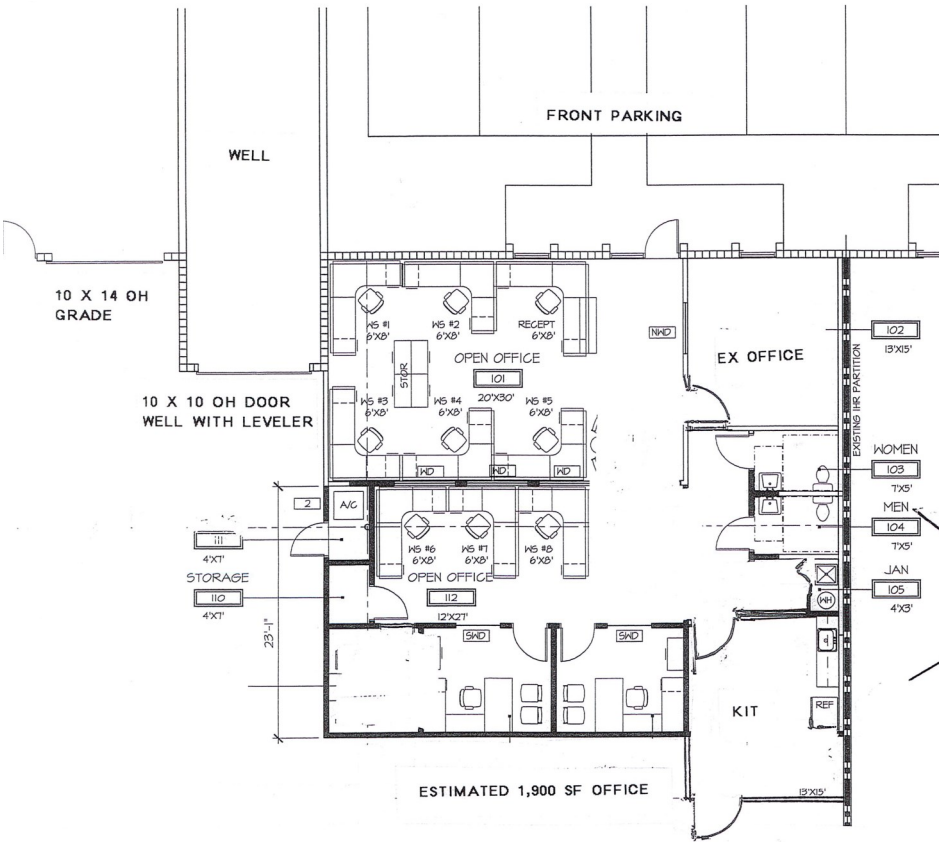 FRONT PARKING
WELL
10 X 14 OH
GRADE
10 X 10 OH DOOR
WELL WITH LEVELER
WS #1
6'X8'
WS #2
6'X8'
RECEPT
6'X8'
OPEN OFFICE
101
20'X30'
STOR
WS #3
6'X8'
WS #4
6'X8'
WS #5
6'X8'
WD
WD
WD
NWD
EX OFFICE
102
13'X15'
EXISTING 1HR PARTITION
WOMEN
103
7'X5'
MEN
104
7'X5'
JAN
105
4'X3'
WH
2
A/C
111
4'X7'
STORAGE
110
4'X7'
23'-1"
WS #6
6'X8'
WS #7
6'X8'
WS #8
6'X8'
OPEN OFFICE
112
12'X27'
SWD
SWD
KIT
REF
13'X15'
ESTIMATED 1,900 SF OFFICE